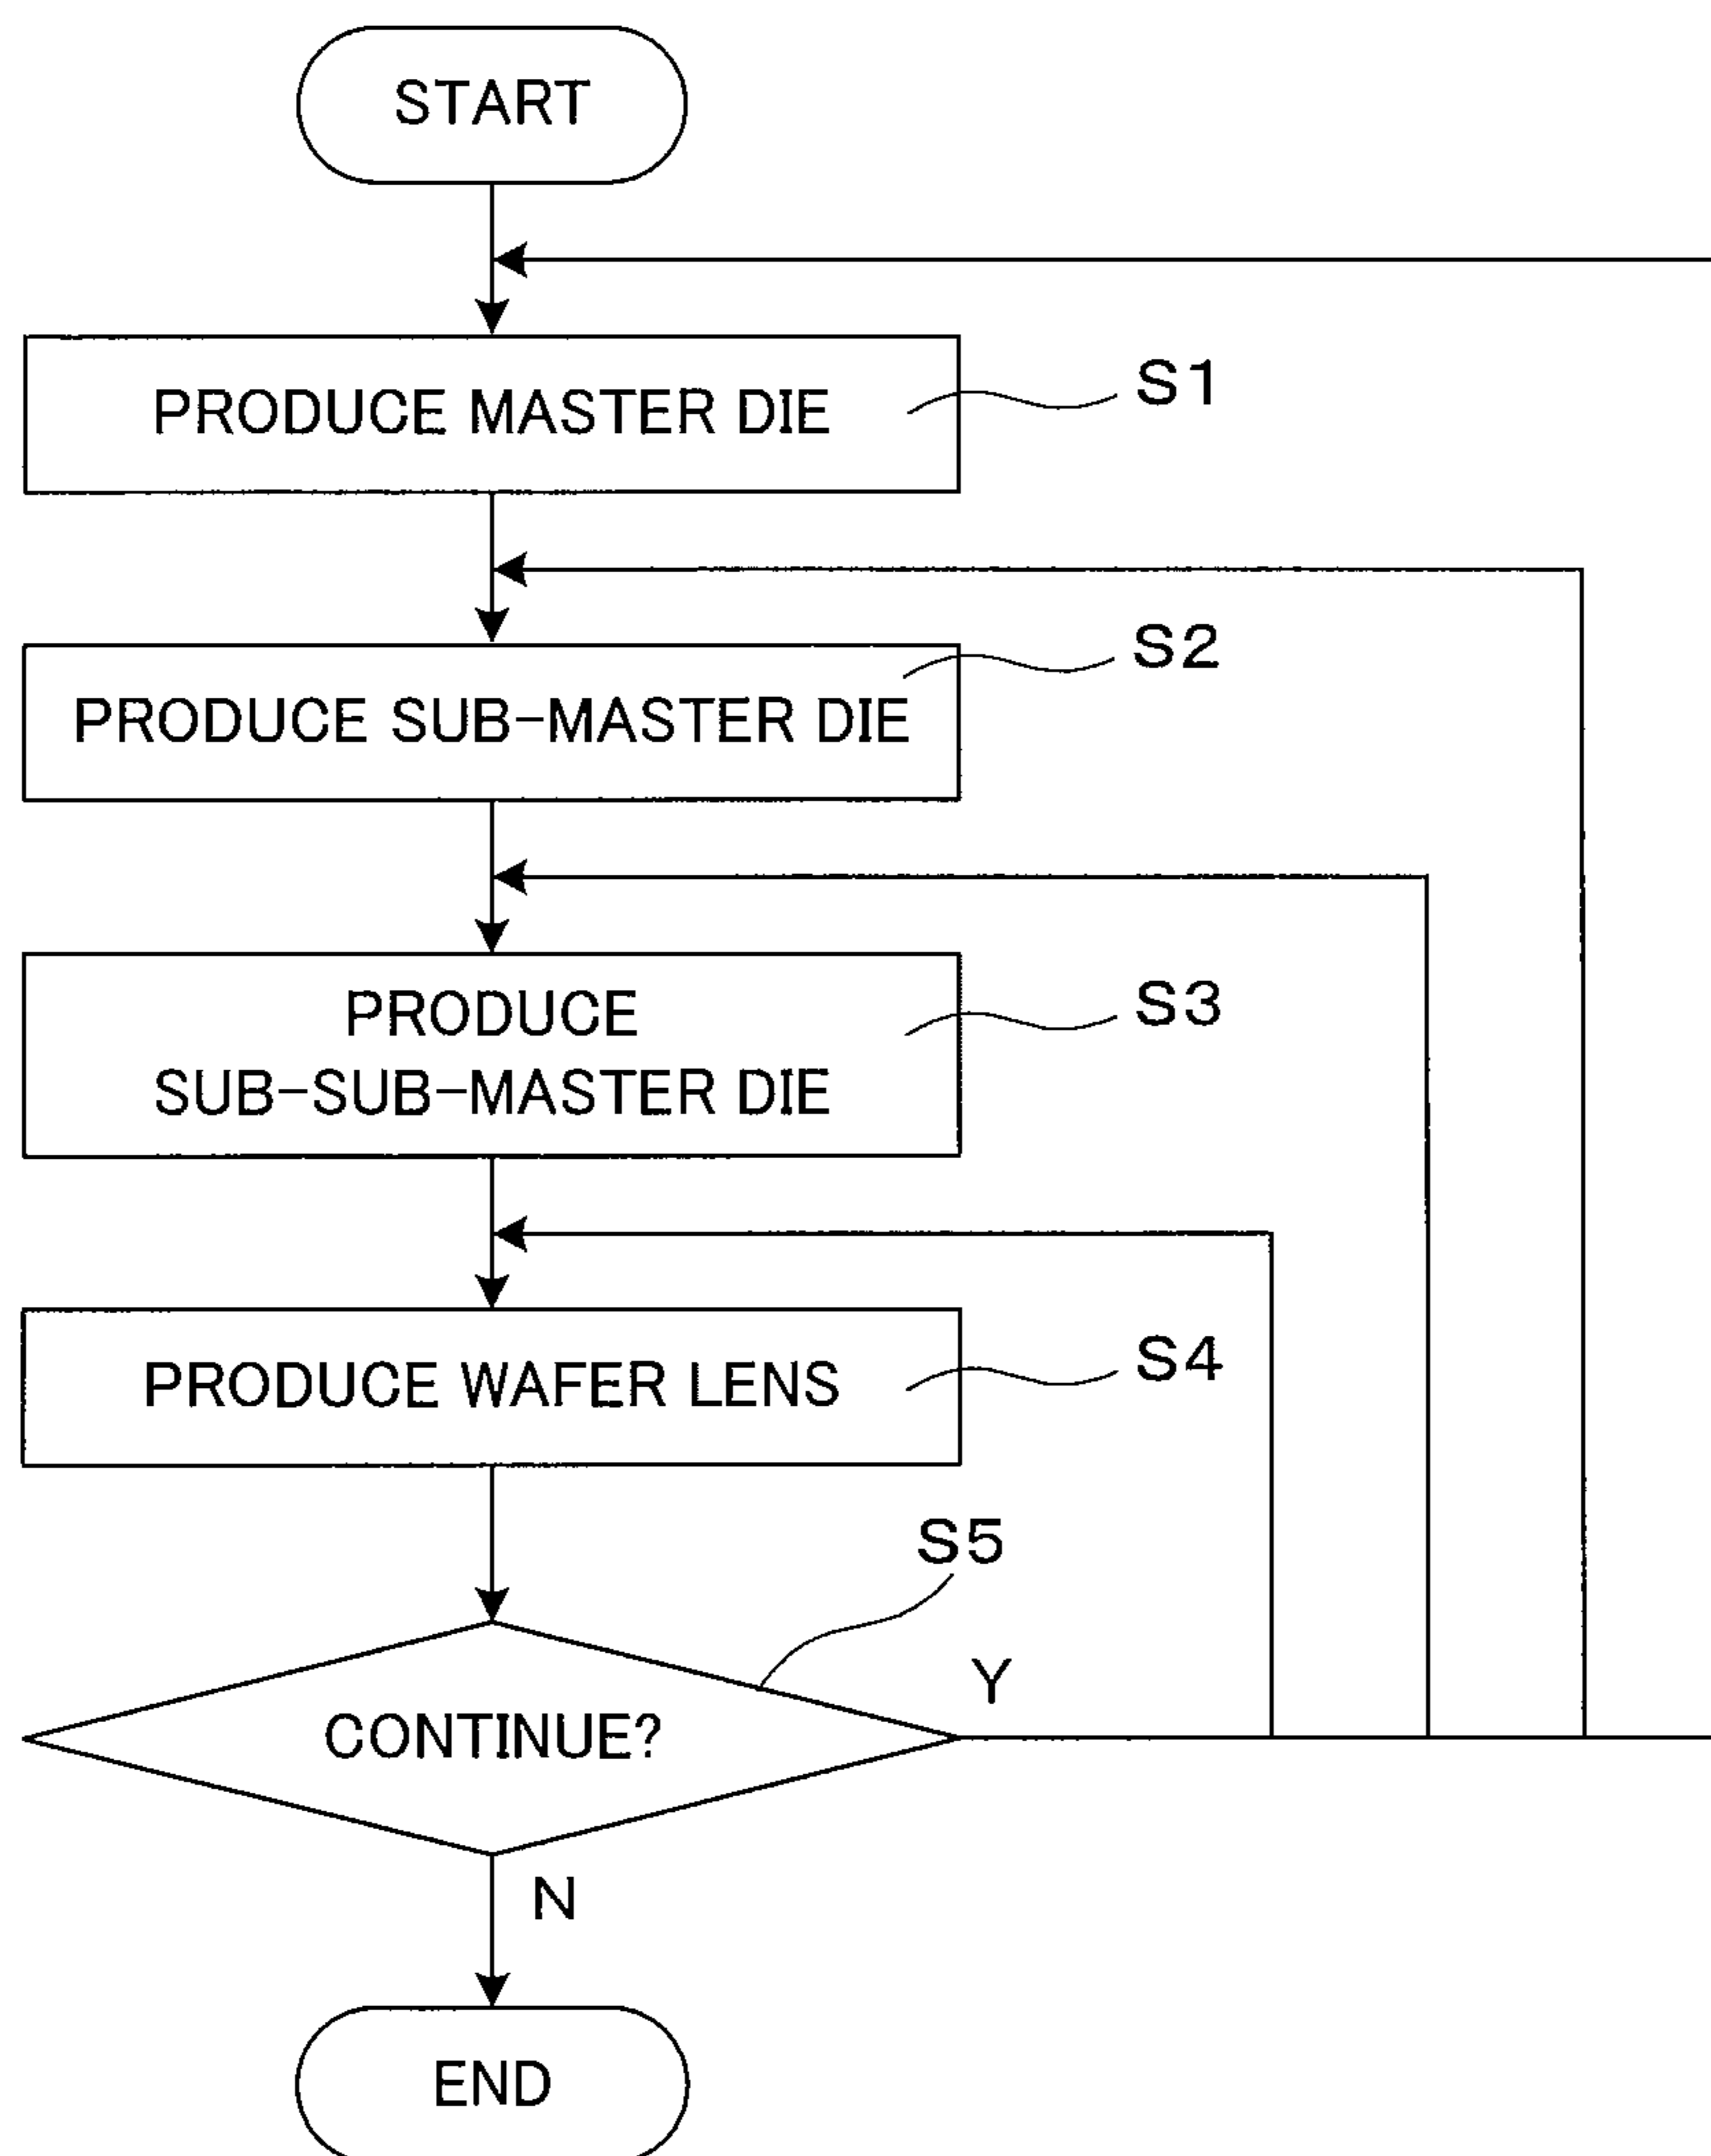 START
PRODUCE MASTER DIE
S1
S2
PRODUCE SUB-MASTER DIE
PRODUCE
SUB-SUB-MASTER DIE
S3
PRODUCE WAFER LENS
S4
S5
Y
CONTINUE?
N
END